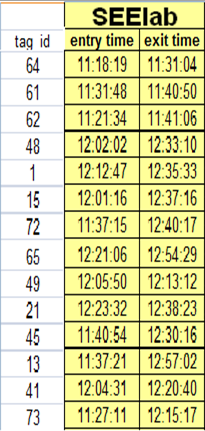 SEElab
tag id entry time exit time
64 11:18:19 11:31:04
61 11:31:48 11:40:50
62 11:21:34 11:41:06
48 12:02:02 12:33:10
1 12:12:47 12:35:33
15 12:01:16 12:37:16
72 11:37:15 12:40:17
65 12:21:06 12:54:29
49 12:05:50 12:13:12
21 12:23:32 12:38:23
45 11:40:54 12:30:16
13 11:37:21 12:57:02
41 12:04:31 12:20:40
73 11:27:11 12:15:17